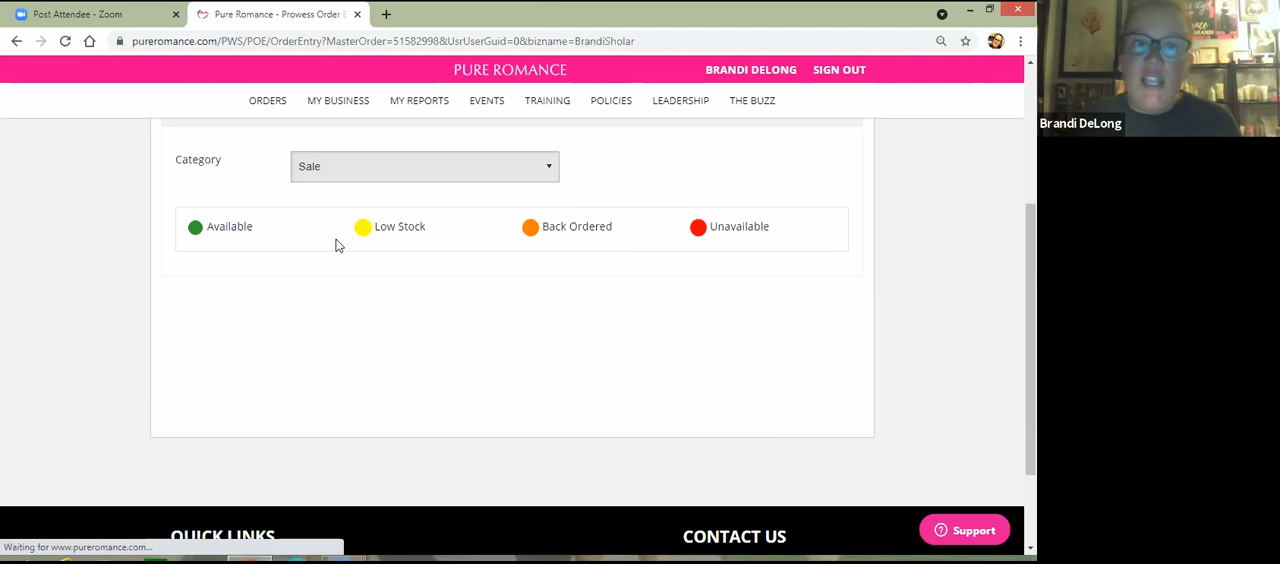 Post Attendee - Zoom
Pure Romance - Prowess Order E
pureromance.com/PWS/POE/OrderEntry?MasterOrder=51582998&UsrUserGuid=0&bizname=BrandiSholar
PURE ROMANCE
BRANDI DELONG
SIGN OUT
ORDERS
MY BUSINESS
MY REPORTS
EVENTS
TRAINING
POLICIES
LEADERSHIP
THE BUZZ
Brandi DeLong
Category
Sale
Available
Low Stock
Back Ordered
Unavailable
QUICK LINKS
CONTACT US
Support
Waiting for www.pureromance.com...